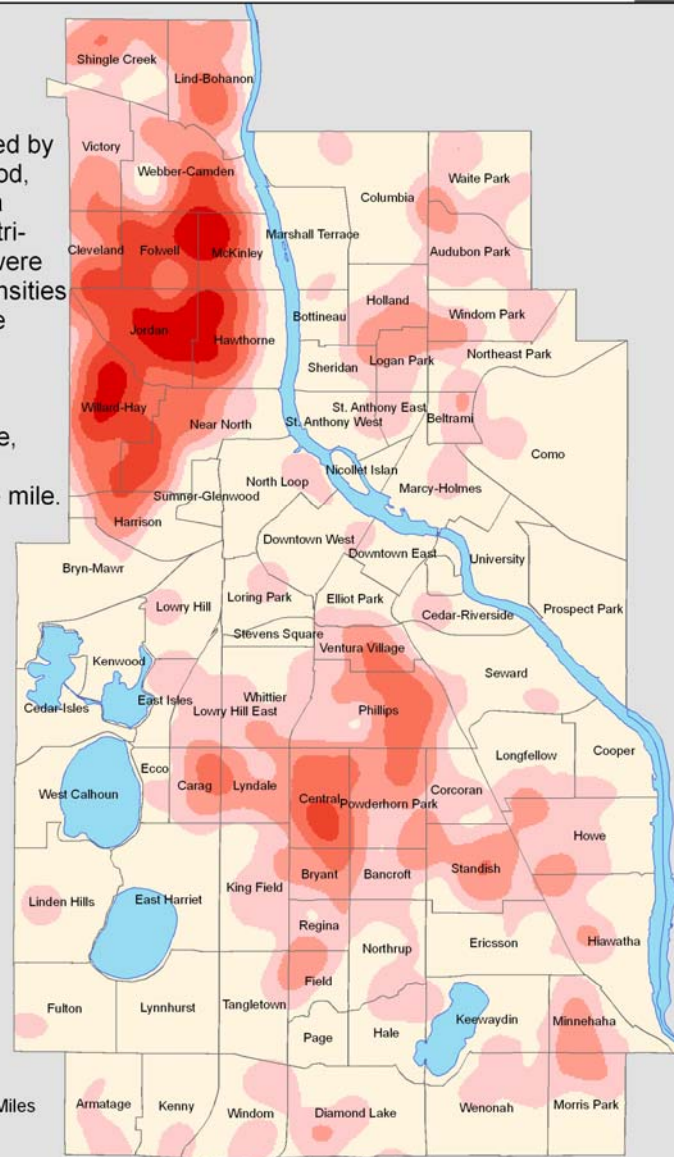 ed by
od,
a
tri-
were
nsities
e
e,
mile.
Miles
Shingle Creek
Lind-Bohanon
Victory
Webber-Camden
Columbia
Waite Park
Marshall Terrace
Cleveland
Folwell
McKinley
Audubon Park
Holland
Bottineau
Windom Park
Jordan
Hawthorne
Sheridan
Logan Park
Northeast Park
Willard-Hay
Near North
St. Anthony East
St. Anthony West
Beltrami
Como
Nicollet Islan
North Loop
Marcy-Holmes
Sumner-Glenwood
Harrison
Downtown West
Downtown East
University
Bryn-Mawr
Loring Park
Elliot Park
Lowry Hill
Cedar-Riverside
Prospect Park
Stevens Square
Ventura Village
Kenwood
Seward
East Isles
Whittier
Cedar-Isles
Lowry Hill East
Phillips
Longfellow
Cooper
Ecco
West Calhoun
Carag
Lyndale
Central
Powderhorn Park
Corcoran
Howe
Bryant
Bancroft
Standish
King Field
Linden Hills
East Harriet
Regina
Northrup
Ericsson
Hiawatha
Field
Fulton
Lynnhurst
Tangletown
Keewaydin
Minnehaha
Page
Hale
Armatage
Kenny
Windom
Diamond Lake
Wenonah
Morris Park